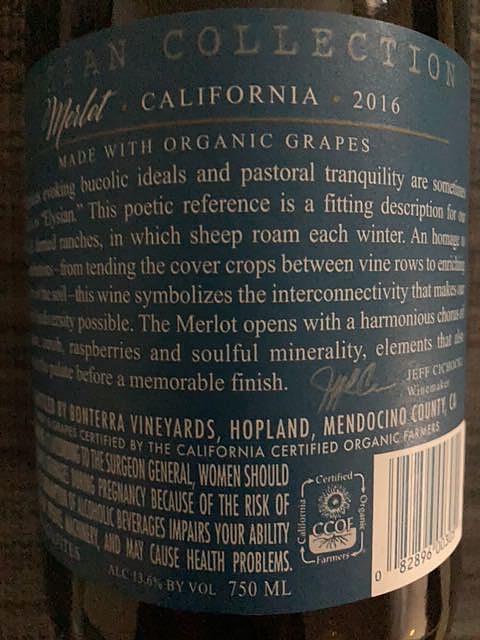 COLLECTION
Merlot · CALIFORNIA · 2016
MADE WITH ORGANIC GRAPES
evoking bucolic ideals and pastoral tranquility are
"Elysian." This poetic reference is a fitting description for our
ranches, in which sheep roam each winter. An homage
from tending the cover crops between vine rows to
the soil—this wine symbolizes the interconnectivity that makes our
possible. The Merlot opens with a harmonious chorus of
raspberries and soulful minerality, elements that also
palate before a memorable finish.
JEFF CICHOCKI
Winemaker
BY BONTERRA VINEYARDS, HOPLAND, MENDOCINO COUNTY, CA
GRAPES CERTIFIED BY THE CALIFORNIA CERTIFIED ORGANIC FARMERS
TO THE SURGEON GENERAL, WOMEN SHOULD
PREGNANCY BECAUSE OF THE RISK OF
BEVERAGES IMPAIRS YOUR ABILITY
AND MAY CAUSE HEALTH PROBLEMS.
ALC 13.6% BY VOL 750 ML
Certified
California
Organic
CCOF
Farmers
0 82896